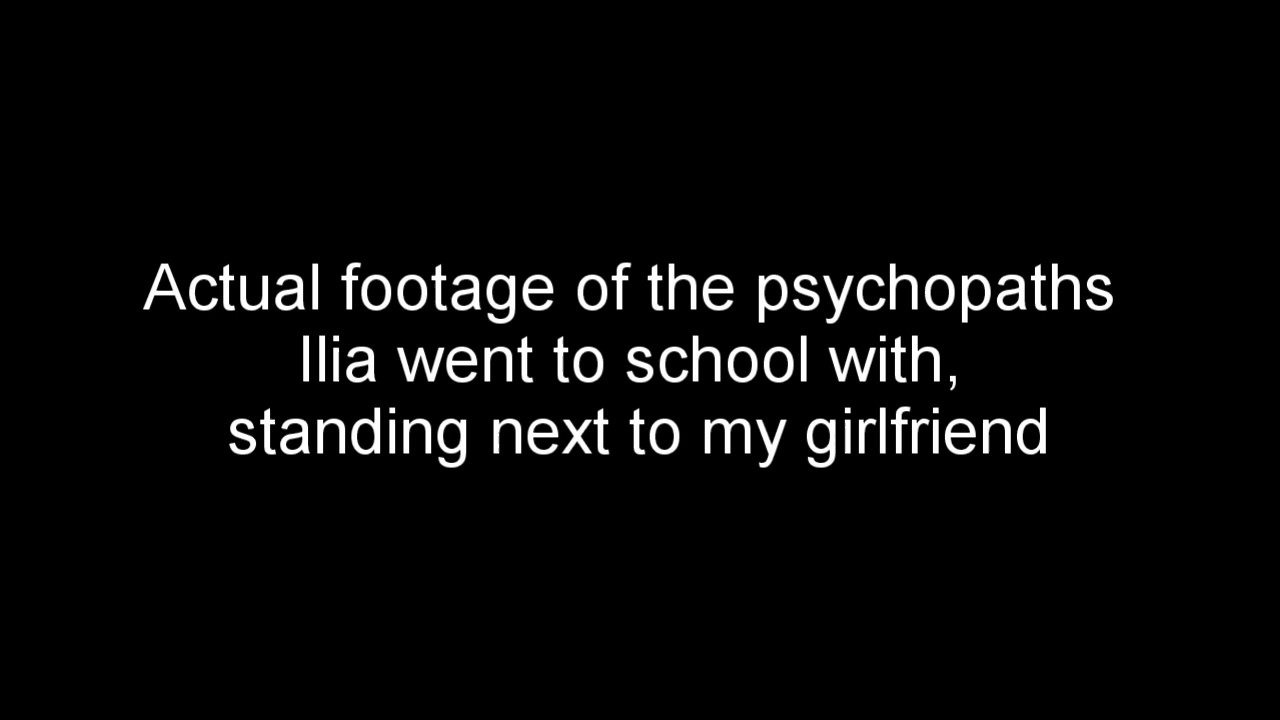 Actual footage of the psychopaths
Ilia went to school with,
standing next to my girlfriend